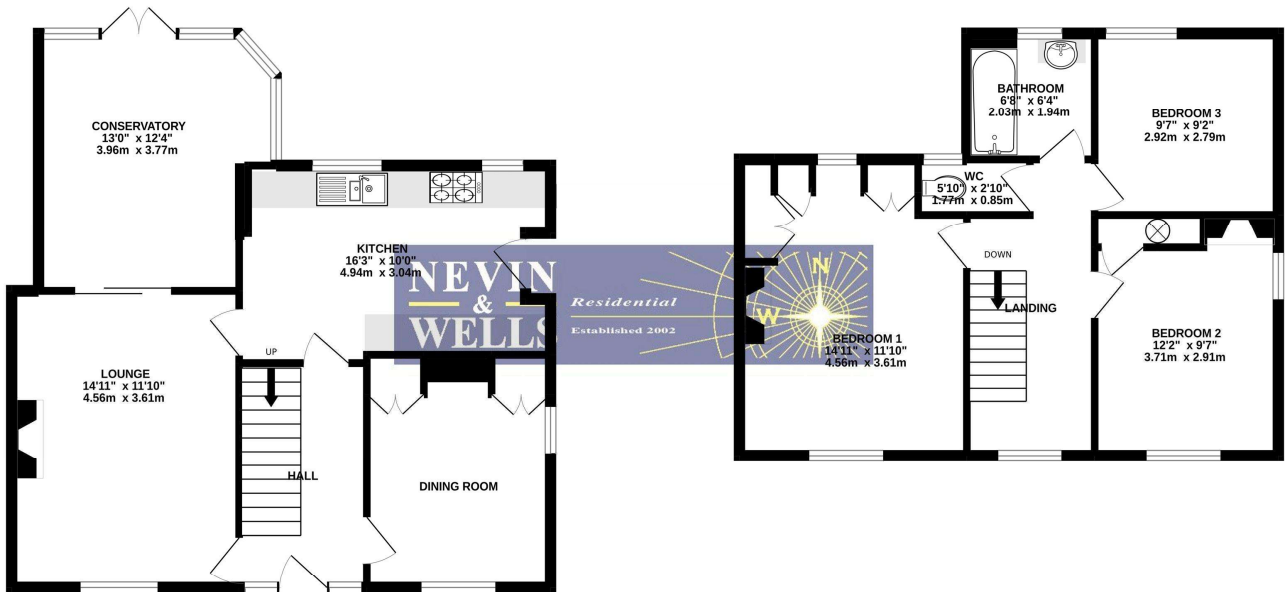 CONSERVATORY
13'0" x 12'4"
3.96m x 3.77m
KITCHEN
16'3" x 10'0"
4.94m x 3.04m
UP
LOUNGE
14'11" x 11'10"
4.56m x 3.61m
HALL
DINING ROOM
NEVIN
&
WELLS
Residential
Established 2002
N
W
BATHROOM
6'8" x 6'4"
2.03m x 1.94m
BEDROOM 3
9'7" x 9'2"
2.92m x 2.79m
WC
5'10" x 2'10"
1.77m x 0.85m
DOWN
LANDING
BEDROOM 1
14'11" x 11'10"
4.56m x 3.61m
BEDROOM 2
12'2" x 9'7"
3.71m x 2.91m